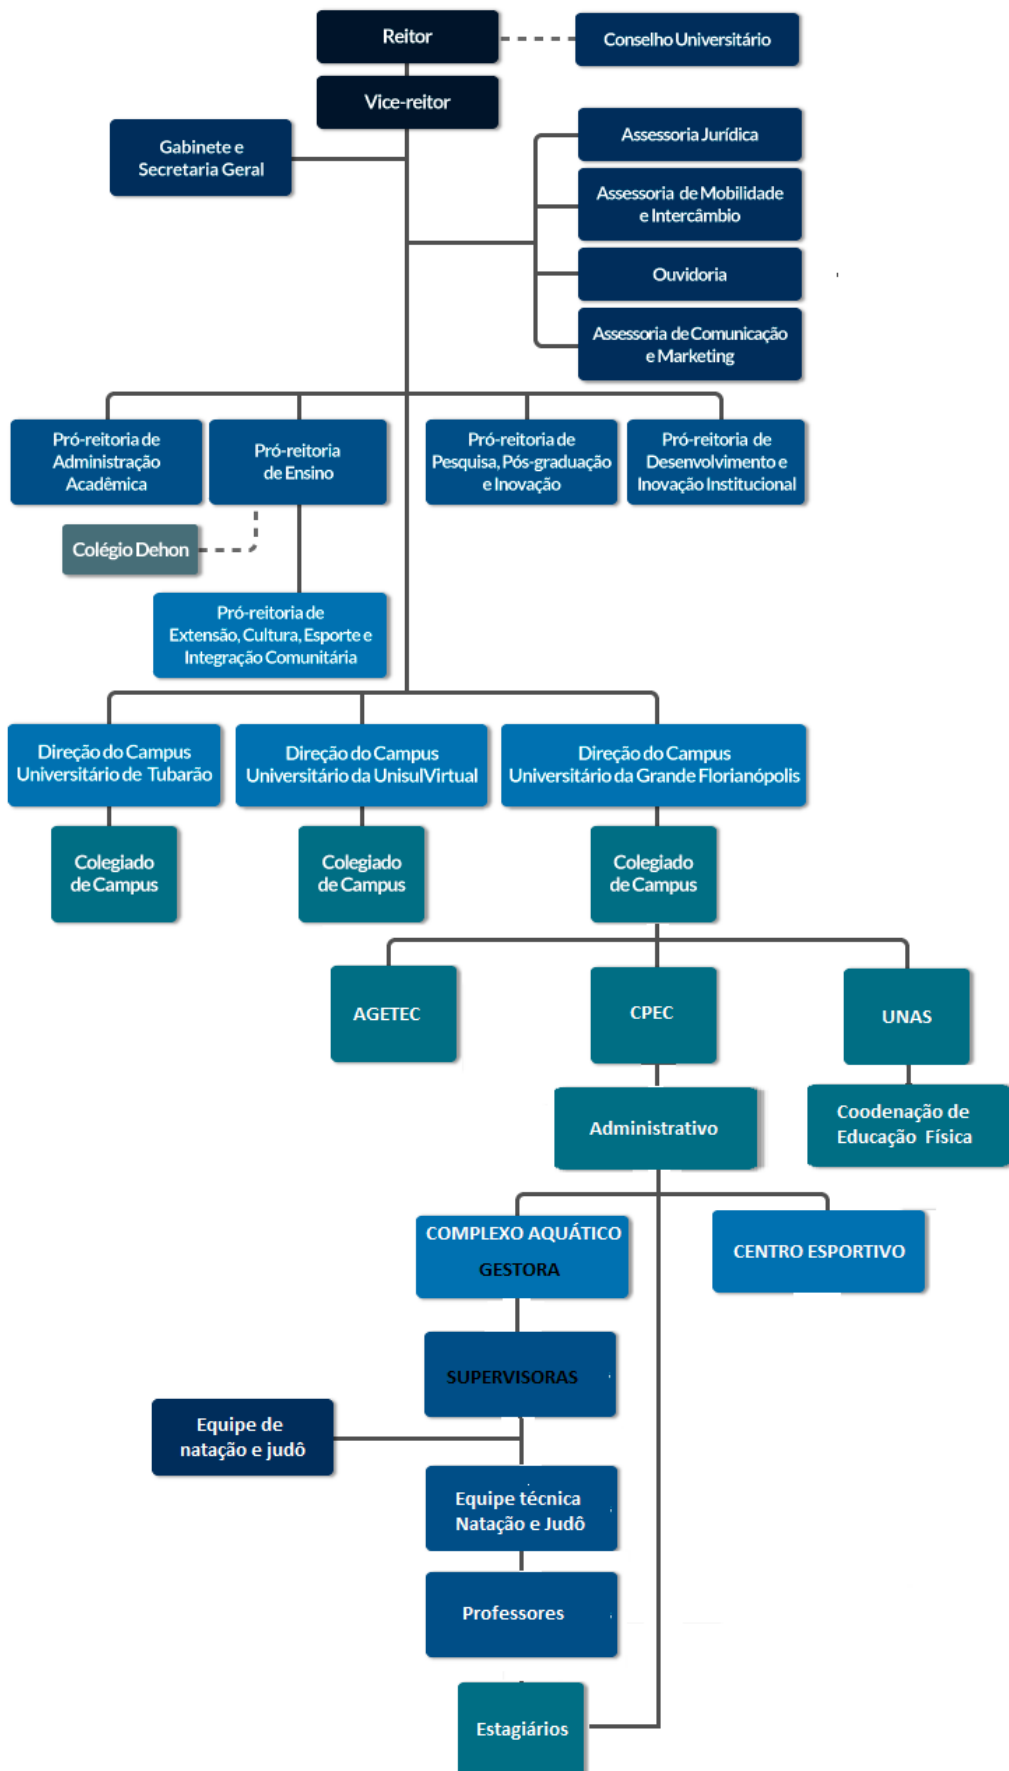 Reitor
Conselho Universitário
Vice-reitor
Gabinete e
Secretaria Geral
Assessoria Jurídica
Assessoria de Mobilidade
e Intercâmbio
Ouvidoria
Assessoria de Comunicação
e Marketing
Pró-reitoria de
Administração
Acadêmica
Pró-reitoria
de Ensino
Pró-reitoria de
Pesquisa, Pós-graduação
e Inovação
Pró-reitoria de
Desenvolvimento e
Inovação Institucional
Colégio Dehon
Pró-reitoria de
Extensão, Cultura, Esporte e
Integração Comunitária
Direção do Campus
Universitário de Tubarão
Direção do Campus
Universitário da UnisulVirtual
Direção do Campus
Universitário da Grande Florianópolis
Colegiado
de Campus
Colegiado
de Campus
Colegiado
de Campus
AGETEC
CPEC
UNAS
Administrativo
Coodenação de
Educação Física
COMPLEXO AQUÁTICO
GESTORA
CENTRO ESPORTIVO
SUPERVISORAS
Equipe de
natação e judô
Equipe técnica
Natação e Judô
Professores
Estagiários